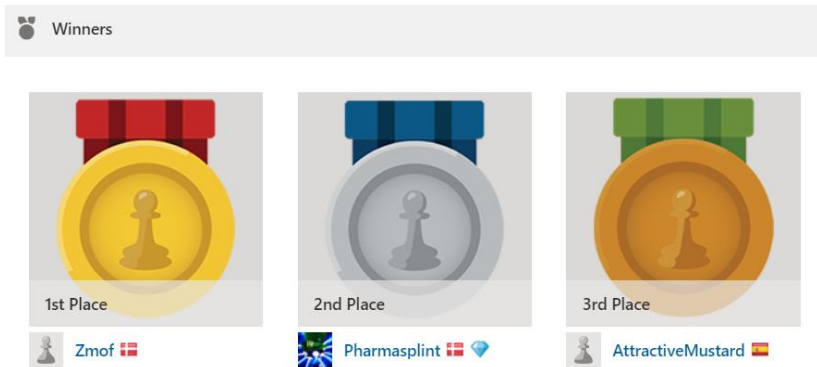 Winners
1st Place
2nd Place
3rd Place
Zmof
Pharmasplint
AttractiveMustard